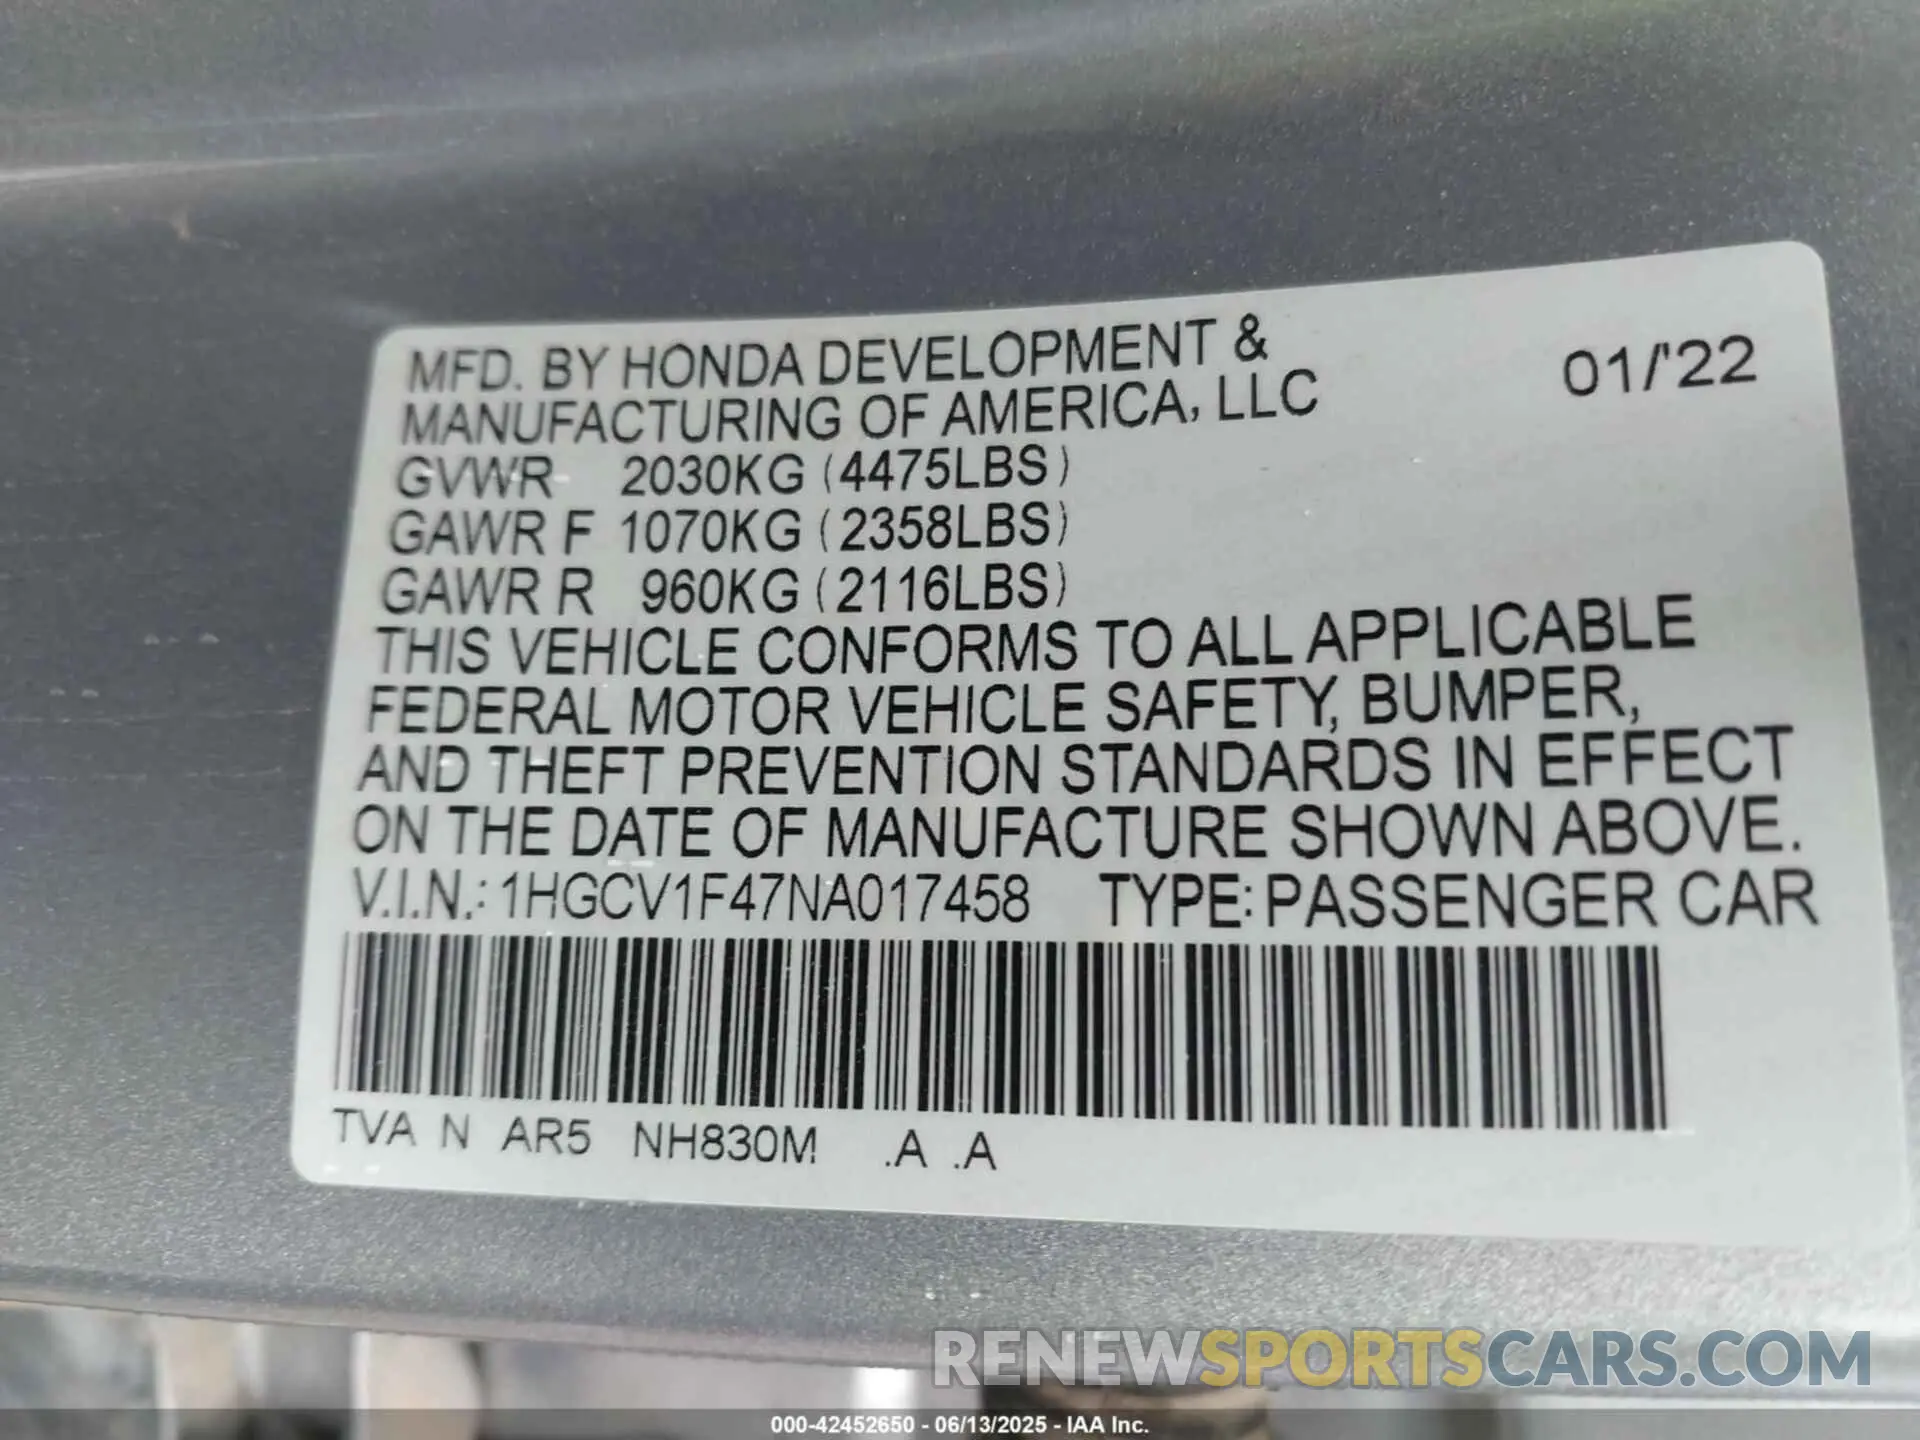 MFD. BY HONDA DEVELOPMENT &
MANUFACTURING OF AMERICA, LLC
01/'22
GVWR 2030KG (4475LBS)
GAWR F 1070KG (2358LBS)
GAWR R 960KG (2116LBS)
THIS VEHICLE CONFORMS TO ALL APPLICABLE
FEDERAL MOTOR VEHICLE SAFETY, BUMPER,
AND THEFT PREVENTION STANDARDS IN EFFECT
ON THE DATE OF MANUFACTURE SHOWN ABOVE.
V.I.N.: 1HGCV1F47NA017458 TYPE: PASSENGER CAR
TVA N AR5 NH830M .A .A
RENEWSPORTSCARS.COM
000-42452650 - 06/13/2025 - IAA Inc.